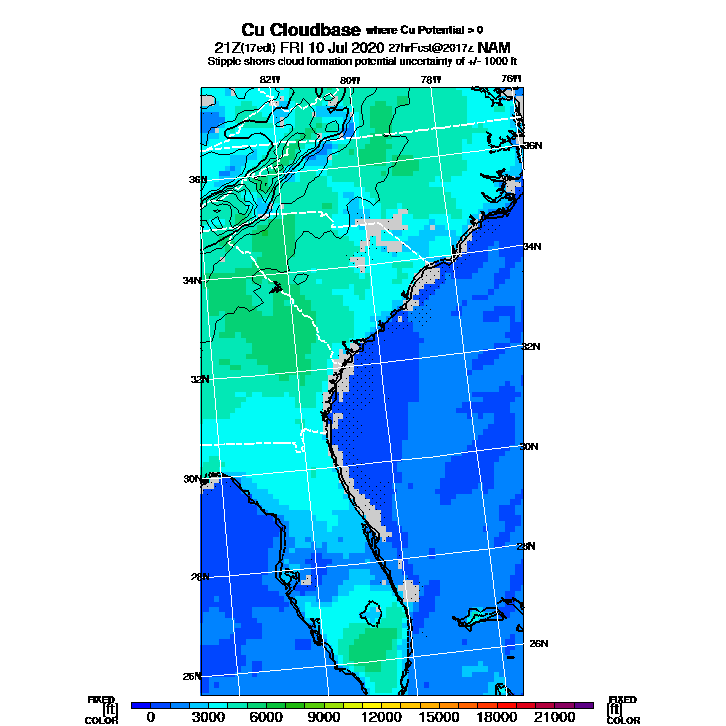 Cu Cloudbase where Cu Potential > 0
21Z(17edt) FRI 10 Jul 2020 27hrFcst@2017z NAM
Stipple shows cloud formation potential uncertainty of +/- 1000 ft
82W 80W 78W 76W
36N
36N
34N
34N
32N
32N
30N
30N
28N
28N
26N
26N
FIXED [ft] COLOR
0 3000 6000 9000 12000 15000 18000 21000
FIXED [ft] COLOR